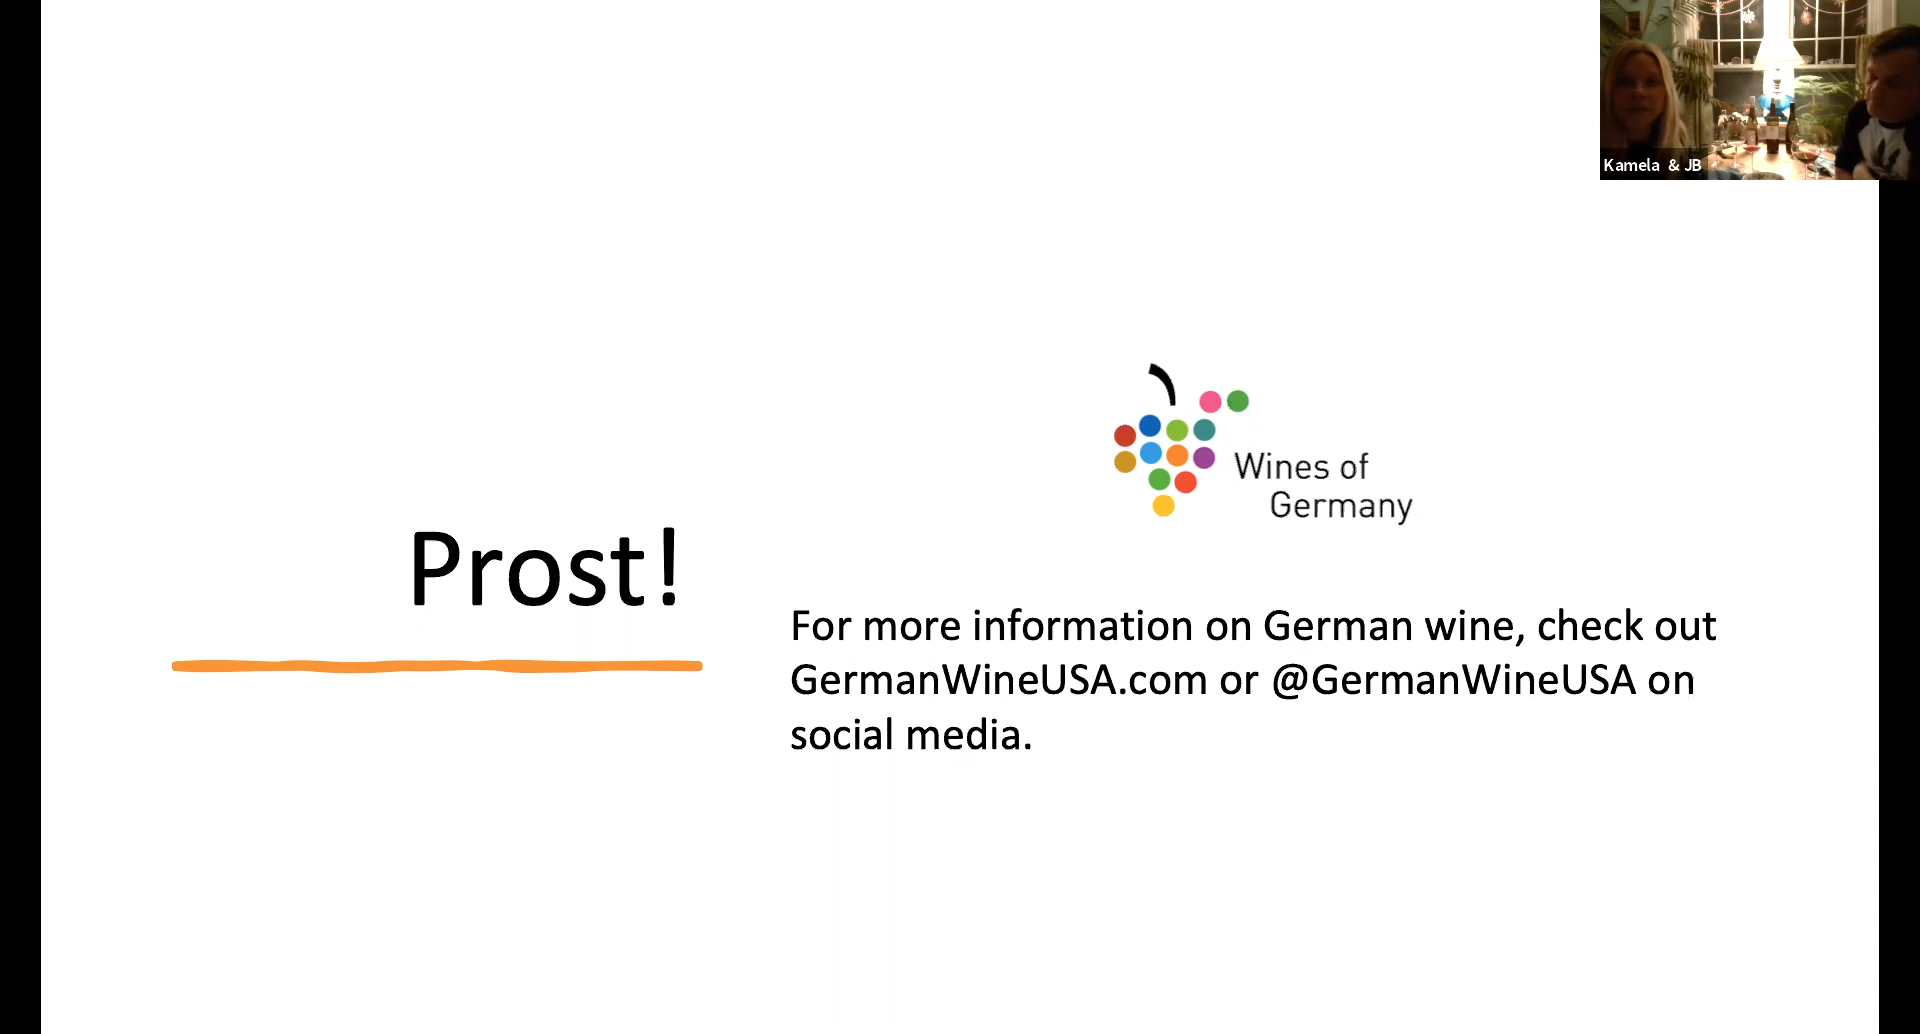 Kamela & JB
Wines of
Germany
Prost!
For more information on German wine, check out
GermanWineUSA.com or @GermanWineUSA on
social media.